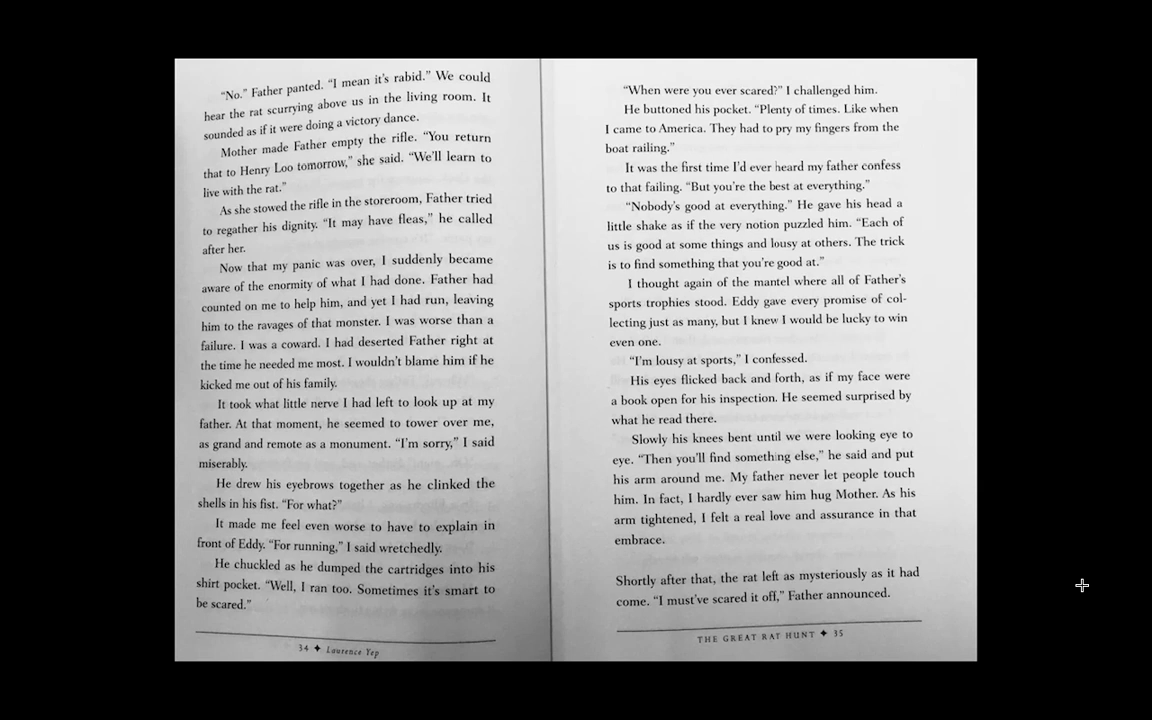 "No." Father panted. "I mean it's rabid." We could
hear the rat scurrying above us in the living room. It
sounded as if it were doing a victory dance.
Mother made Father empty the rifle. "You return
that to Henry Loo tomorrow," she said. "We'll learn to
live with the rat."
As she stowed the rifle in the storeroom, Father tried
to regather his dignity. "It may have fleas," he called
after her.
Now that my panic was over, I suddenly became
aware of the enormity of what I had done. Father had
counted on me to help him, and yet I had run, leaving
him to the ravages of that monster. I was worse than a
failure. I was a coward. I had deserted Father right at
the time he needed me most. I wouldn't blame him if he
kicked me out of his family.
It took what little nerve I had left to look up at my
father. At that moment, he seemed to tower over me,
as grand and remote as a monument. "I'm sorry," I said
miserably.
He drew his eyebrows together as he clinked the
shells in his fist. "For what?"
It made me feel even worse to have to explain in
front of Eddy. "For running," I said wretchedly.
He chuckled as he dumped the cartridges into his
shirt pocket. "Well, I ran too. Sometimes it's smart to
be scared."
34 ✦ Laurence Yep
"When were you ever scared?" I challenged him.
He buttoned his pocket. "Plenty of times. Like when
I came to America. They had to pry my fingers from the
boat railing."
It was the first time I'd ever heard my father confess
to that failing. "But you're the best at everything."
"Nobody's good at everything." He gave his head a
little shake as if the very notion puzzled him. "Each of
us is good at some things and lousy at others. The trick
is to find something that you're good at."
I thought again of the mantel where all of Father's
sports trophies stood. Eddy gave every promise of col-
lecting just as many, but I knew I would be lucky to win
even one.
"I'm lousy at sports," I confessed.
His eyes flicked back and forth, as if my face were
a book open for his inspection. He seemed surprised by
what he read there.
Slowly his knees bent until we were looking eye to
eye. "Then you'll find something else," he said and put
his arm around me. My father never let people touch
him. In fact, I hardly ever saw him hug Mother. As his
arm tightened, I felt a real love and assurance in that
embrace.
Shortly after that, the rat left as mysteriously as it had
come. "I must've scared it off," Father announced.
THE GREAT RAT HUNT ✦ 35